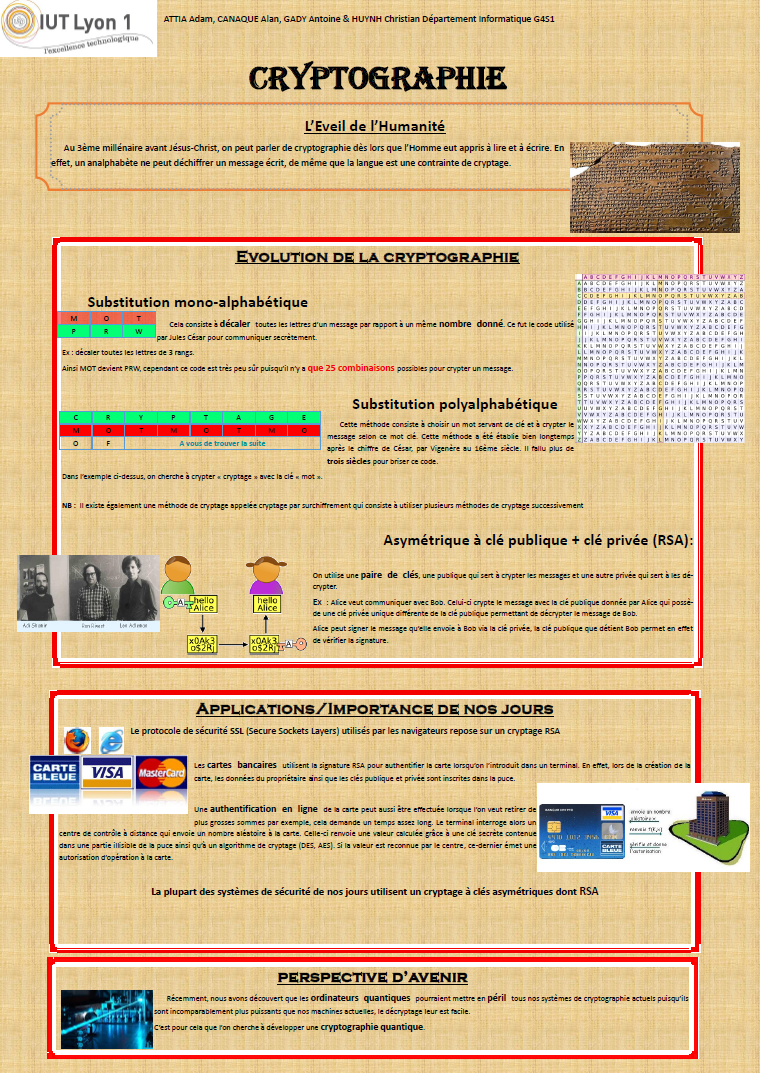 IUT Lyon 1
l'excellence technologique
ATTIA Adam, CANAQUE Alan, GADY Antoine & HUYNH Christian Département Informatique G4S1
CRYPTOGRAPHIE
L'Eveil de l'Humanité
Au 3ème millénaire avant Jésus-Christ, on peut parler de cryptographie dès lors que l'Homme eut appris à lire et à écrire. En
effet, un analphabète ne peut déchiffrer un message écrit, de même que la langue est une contrainte de cryptage.
Evolution de la cryptographie
Substitution mono-alphabétique
M O T
P R W
Cela consiste à décaler toutes les lettres d'un message par rapport à un même nombre donné. Ce fut le code utilisé
par Jules César pour communiquer secrètement.
Ex : décaler toutes les lettres de 3 rangs.
Ainsi MOT devient PRW, cependant ce code est très peu sûr puisqu'il n'y a que 25 combinaisons possibles pour crypter un message.
Substitution polyalphabétique
C R Y P T A G E
M O T M O T M O
O F A vous de trouver la suite
Cette méthode consiste à choisir un mot servant de clé et à crypter le
message selon ce mot clé. Cette méthode a été établie bien longtemps
après le chiffre de César, par Vigenère au 16éme siècle. Il fallu plus de
trois siècles pour briser ce code.
Dans l'exemple ci-dessus, on cherche à crypter « cryptage » avec la clé « mot ».
NB : Il existe également une méthode de cryptage appelée cryptage par surchiffrement qui consiste à utiliser plusieurs méthodes de cryptage successivement
Asymétrique à clé publique + clé privée (RSA):
Adi Shamir Ron Rivest Len Adleman
hello
Alice
hello
Alice
A
x0Ak3
o$2Rj
x0Ak3
o$2Rj
A
On utilise une paire de clés, une publique qui sert à crypter les messages et une autre privée qui sert à les dé-
crypter.
EX : Alice veut communiquer avec Bob. Celui-ci crypte le message avec la clé publique donnée par Alice qui possè-
de une clé privée unique différente de la clé publique permettant de décrypter le message de Bob.
Alice peut signer le message qu'elle envoie à Bob via la clé privée, la clé publique que détient Bob permet en effet
de vérifier la signature.
Applications/Importance de nos jours
Le protocole de sécurité SSL (Secure Sockets Layers) utilisés par les navigateurs repose sur un cryptage RSA
CARTE
BLEUE
VISA
MasterCard
Les cartes bancaires utilisent la signature RSA pour authentifier la carte lorsqu'on l'introduit dans un terminal. En effet, lors de la création de la
carte, les données du propriétaire ainsi que les clés publique et privée sont inscrites dans la puce.
Une authentification en ligne de la carte peut aussi être effectuée lorsque l'on veut retirer de
plus grosses sommes par exemple, cela demande un temps assez long. Le terminal interroge alors un
centre de contrôle à distance qui envoie un nombre aléatoire à la carte. Celle-ci renvoie une valeur calculée grâce à une clé secrète contenue
dans une partie illisible de la puce ainsi qu'à un algorithme de cryptage (DES, AES). Si la valeur est reconnue par le centre, ce-dernier émet une
autorisation d'opération à la carte.
VISA
CARTE
BLEUE
envoie un nombre
aléatoire x
renvoie f(K,x)
vérifie et donne
l'autorisation
La plupart des systèmes de sécurité de nos jours utilisent un cryptage à clés asymétriques dont RSA
perspective d'avenir
Récemment, nous avons découvert que les ordinateurs quantiques pourraient mettre en péril tous nos systèmes de cryptographie actuels puisqu'ils
sont incomparablement plus puissants que nos machines actuelles, le décryptage leur est facile.
C'est pour cela que l'on cherche à développer une cryptographie quantique.